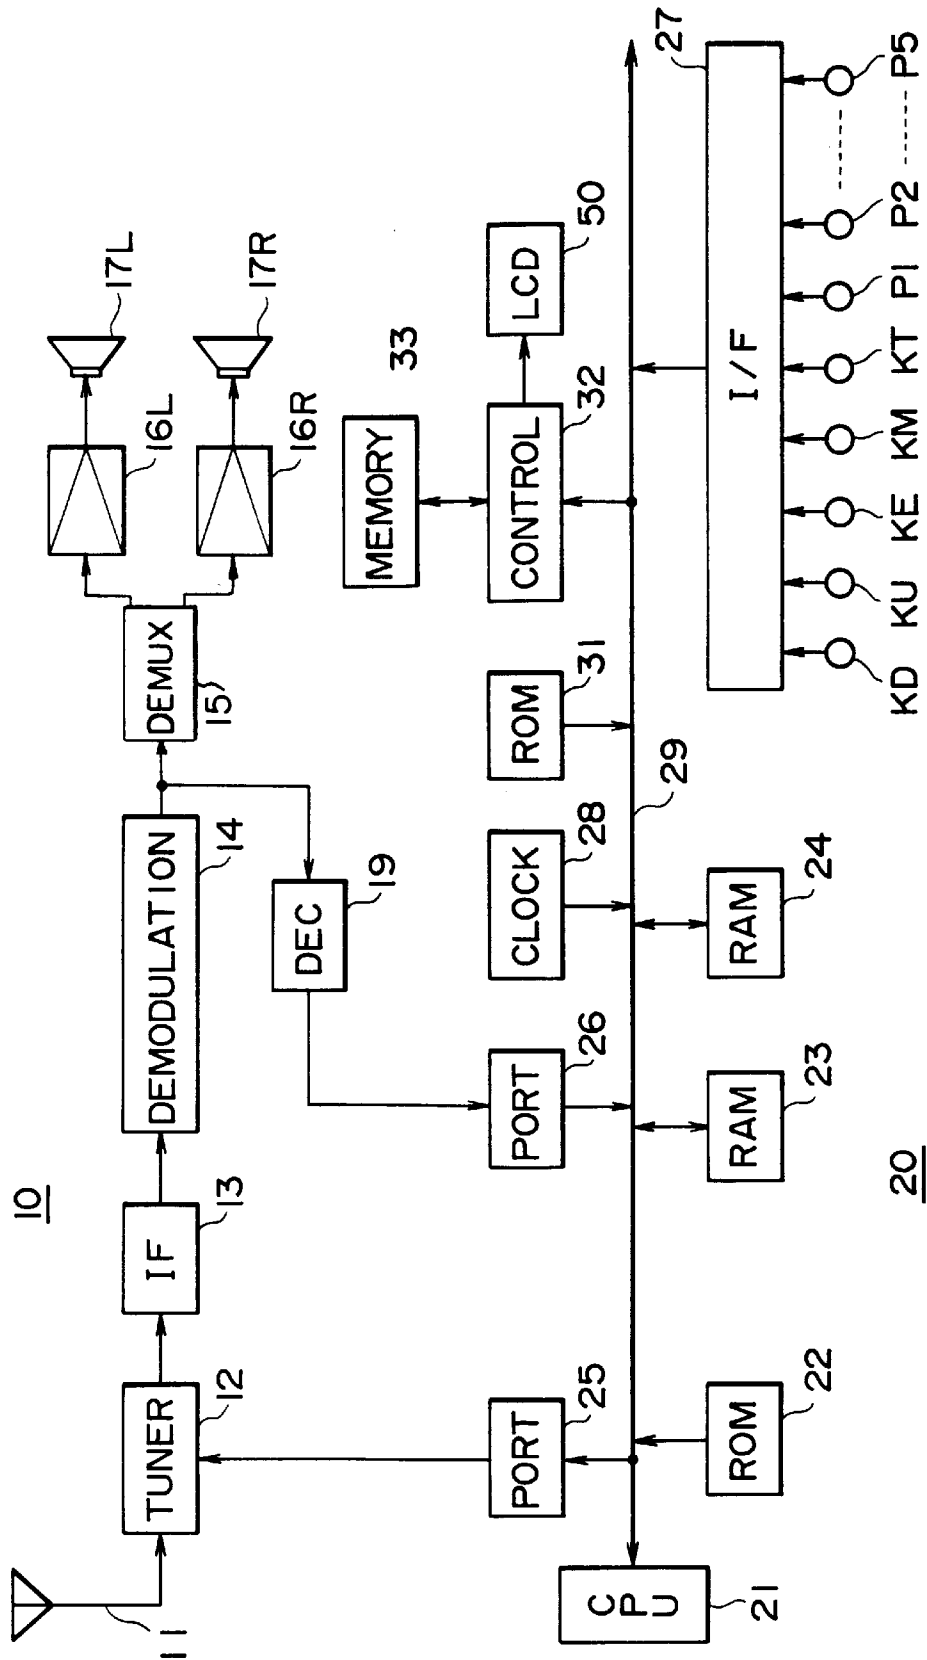 10
11
TUNER
12
IF
13
DEMODULATION
14
DEMUX
15
16L
16R
17L
17R
DEC
19
MEMORY
33
PORT
25
PORT
26
CLOCK
28
ROM
31
CONTROL
32
LCD
50
29
CPU
21
ROM
22
RAM
23
RAM
24
I/F
27
KD
KU
KE
KM
KT
P1
P2
P5
20